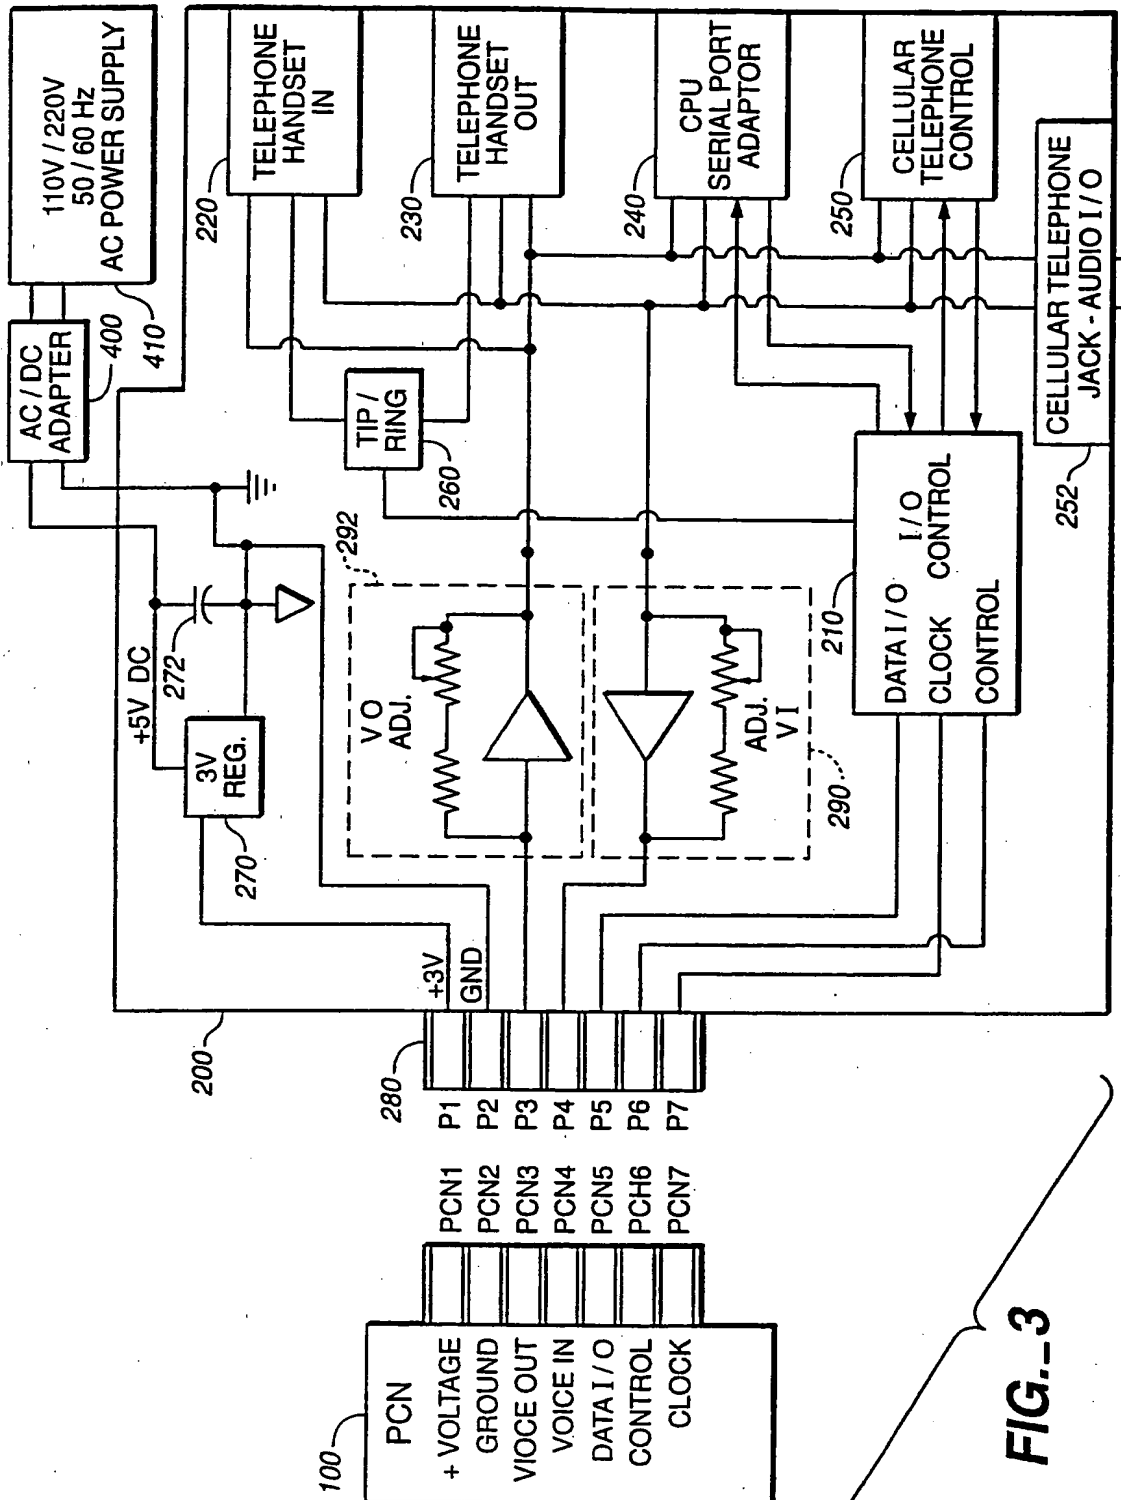 110V / 220V
50 / 60 Hz
AC POWER SUPPLY
410
AC / DC
ADAPTER
400
TELEPHONE
HANDSET
IN
220
TELEPHONE
HANDSET
OUT
230
CPU
SERIAL PORT
ADAPTOR
240
CELLULAR
TELEPHONE
CONTROL
250
CELLULAR TELEPHONE
JACK - AUDIO I / O
252
TIP /
RING
260
+5V DC
272
3V
REG.
270
292
V O
ADJ.
ADJ.
V I
290
210
I / O
CONTROL
DATA I / O
CLOCK
CONTROL
+3V
GND
200
280
P1
P2
P3
P4
P5
P6
P7
PCN1
PCN2
PCN3
PCN4
PCN5
PCH6
PCN7
100
PCN
+ VOLTAGE
GROUND
VIOCE OUT
VOICE IN
DATA I / O
CONTROL
CLOCK
FIG._3